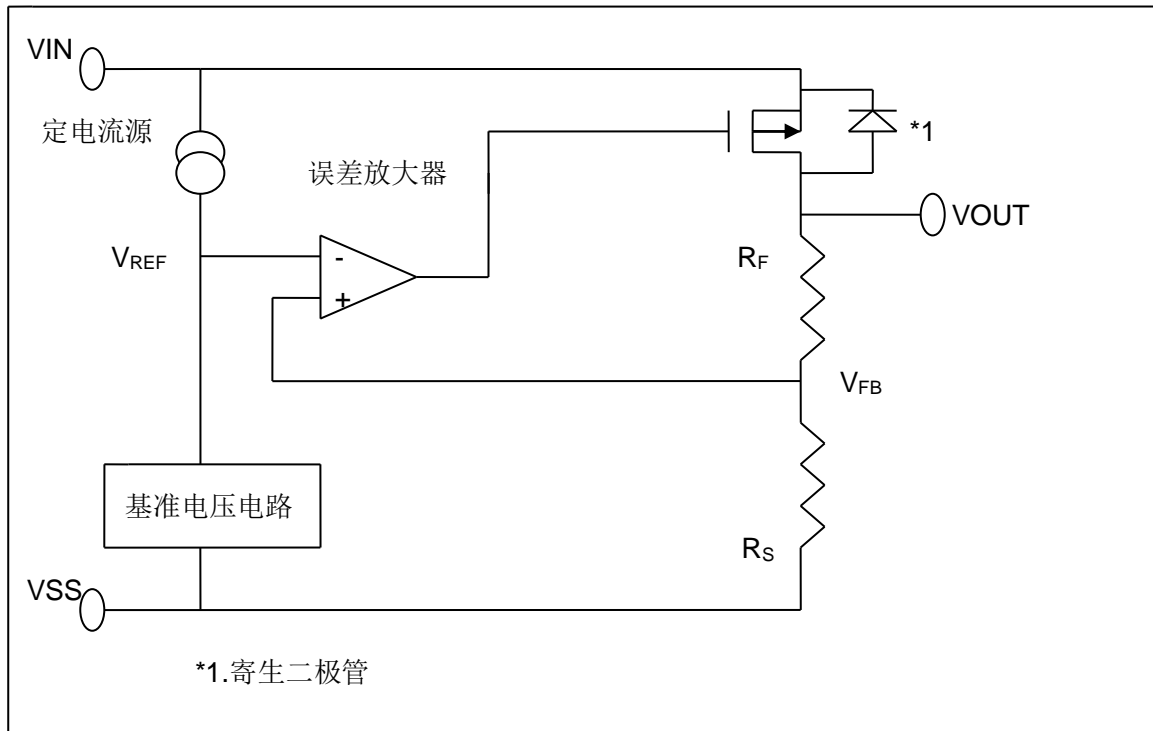 VIN
定电流源
*1
误差放大器
VOUT
VREF
-
RF
+
VFB
基准电压电路
RS
VSS
*1.寄生二极管